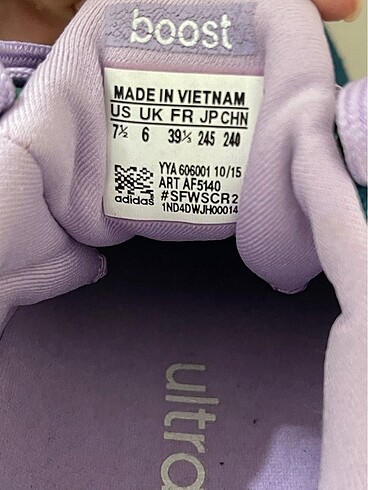 boost
MADE IN VIETNAM
US UK FR JP CHN
7½ 6 39⅓ 245 240
YYA 606001 10/15
ART AF5140
#SFWSCR2
1ND4DWJH00014
adidas
ultra